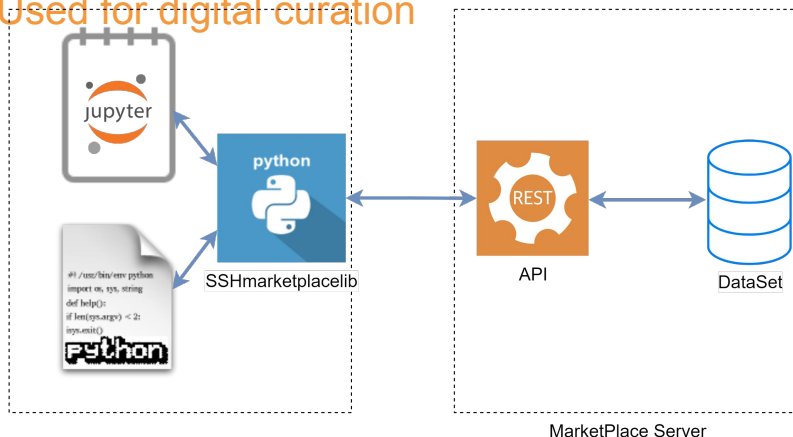 Used for digital curation
jupyter
python
SSHmarketplacelib
#! /usr/bin/env python
import os, sys, string
def help():
if len(sys.argv) < 2:
isys.exit()
python
REST
API
DataSet
MarketPlace Server